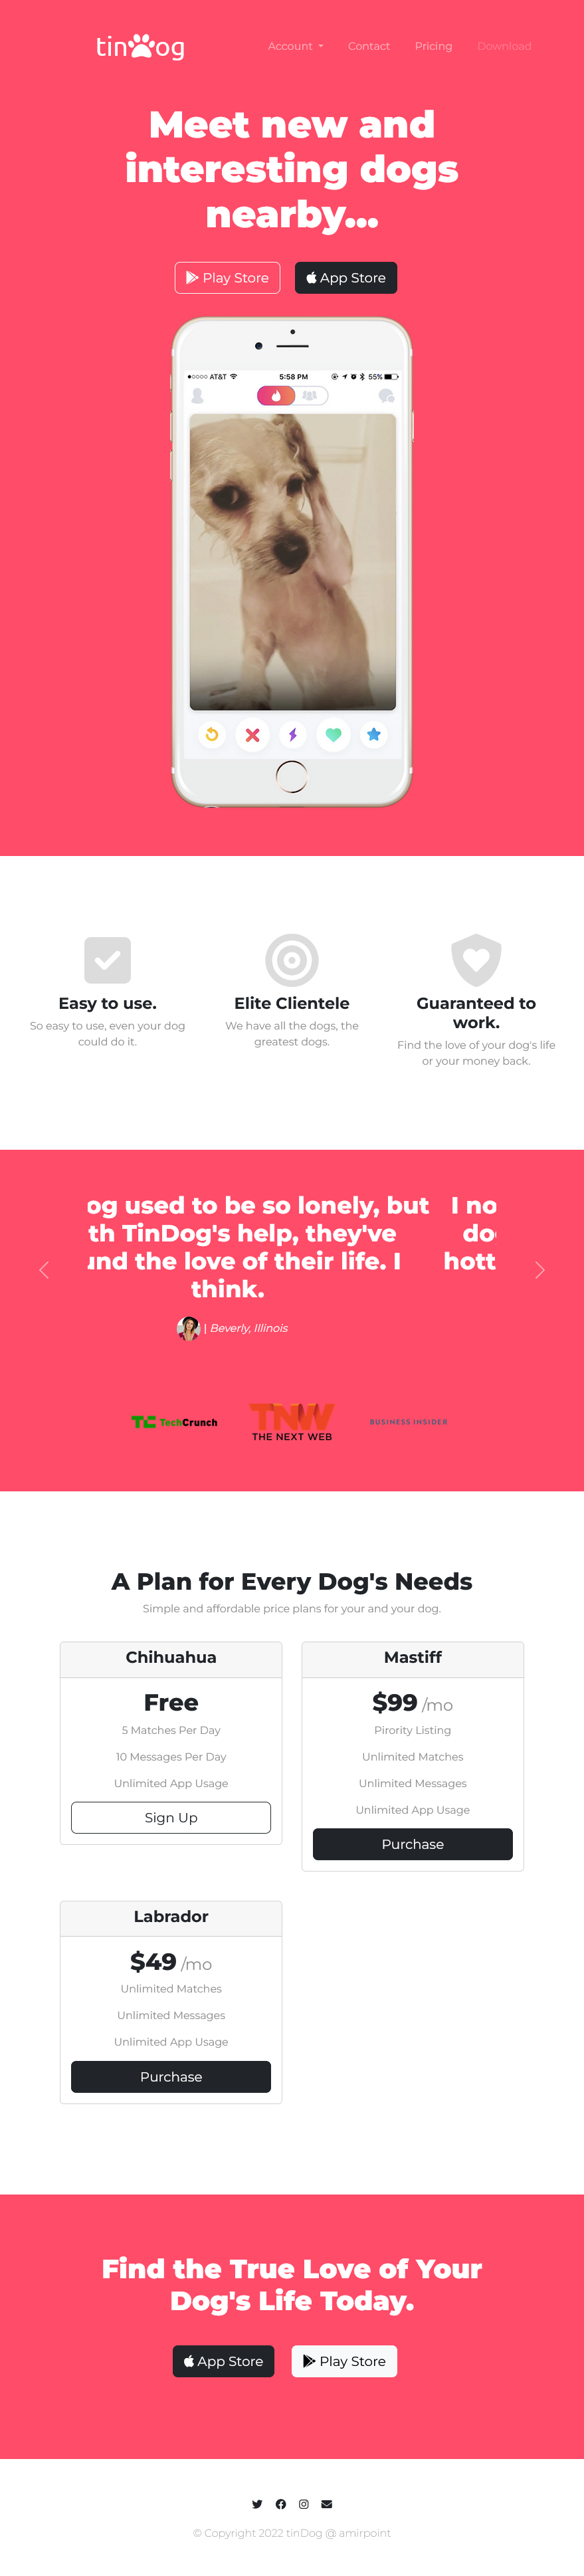 tindog
Account
Contact
Pricing
Download
Meet new and
interesting dogs
nearby...
Play Store
App Store
AT&T
5:58 PM
55%
Easy to use.
So easy to use, even your dog
could do it.
Elite Clientele
We have all the dogs, the
greatest dogs.
Guaranteed to
work.
Find the love of your dog's life
or your money back.
og used to be so lonely, but
th TinDog's help, they've
und the love of their life. I
think.
I no
do
hott
| Beverly, Illinois
TC TechCrunch
TNW
THE NEXT WEB
BUSINESS INSIDER
A Plan for Every Dog's Needs
Simple and affordable price plans for your and your dog.
Chihuahua
Free
5 Matches Per Day
10 Messages Per Day
Unlimited App Usage
Sign Up
Mastiff
$99 /mo
Pirority Listing
Unlimited Matches
Unlimited Messages
Unlimited App Usage
Purchase
Labrador
$49 /mo
Unlimited Matches
Unlimited Messages
Unlimited App Usage
Purchase
Find the True Love of Your
Dog's Life Today.
App Store
Play Store
© Copyright 2022 tinDog @ amirpoint